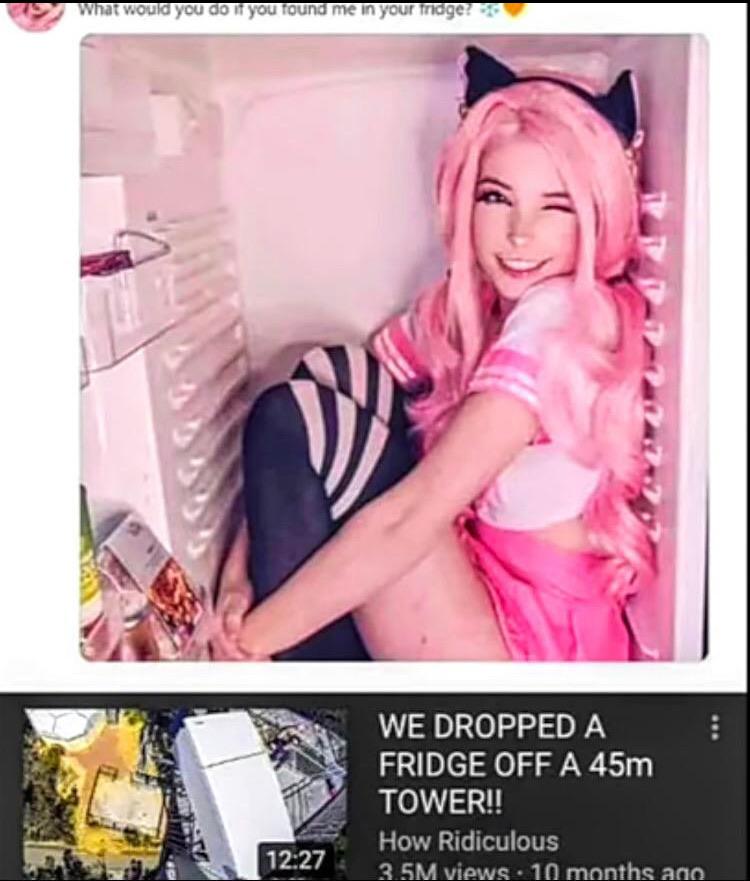 What would you do if you found me in your fridge? ❄️🧡
WE DROPPED A
FRIDGE OFF A 45m
TOWER!!
How Ridiculous
3.5M views · 10 months ago
12:27